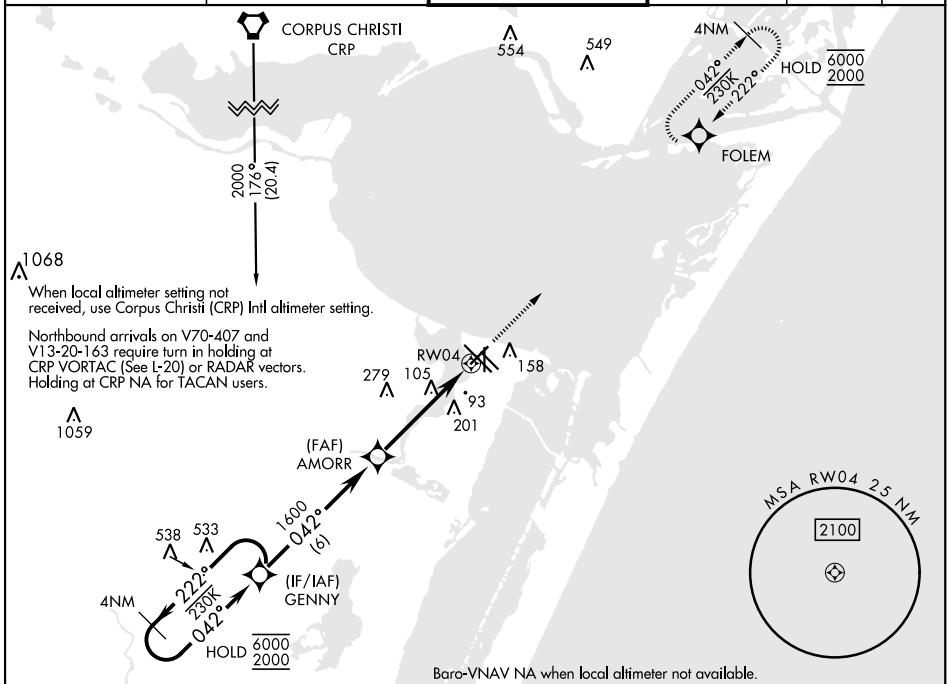 CORPUS CHRISTI
CRP
554
549
4NM
042°
230K
222°
HOLD 6000
2000
FOLEM
2000
176°
(20.4)
1068
When local altimeter setting not
received, use Corpus Christi (CRP) Intl altimeter setting.
Northbound arrivals on V70-407 and
V13-20-163 require turn in holding at
CRP VORTAC (See L-20) or RADAR vectors.
Holding at CRP NA for TACAN users.
1059
RW04
158
279
105
93
201
(FAF)
AMORR
1600
042°
(6)
538
533
222°
230K
042°
4NM
(IF/IAF)
GENNY
HOLD 6000
2000
MSA RW04 25 NM
2100
Baro-VNAV NA when local altimeter not available.